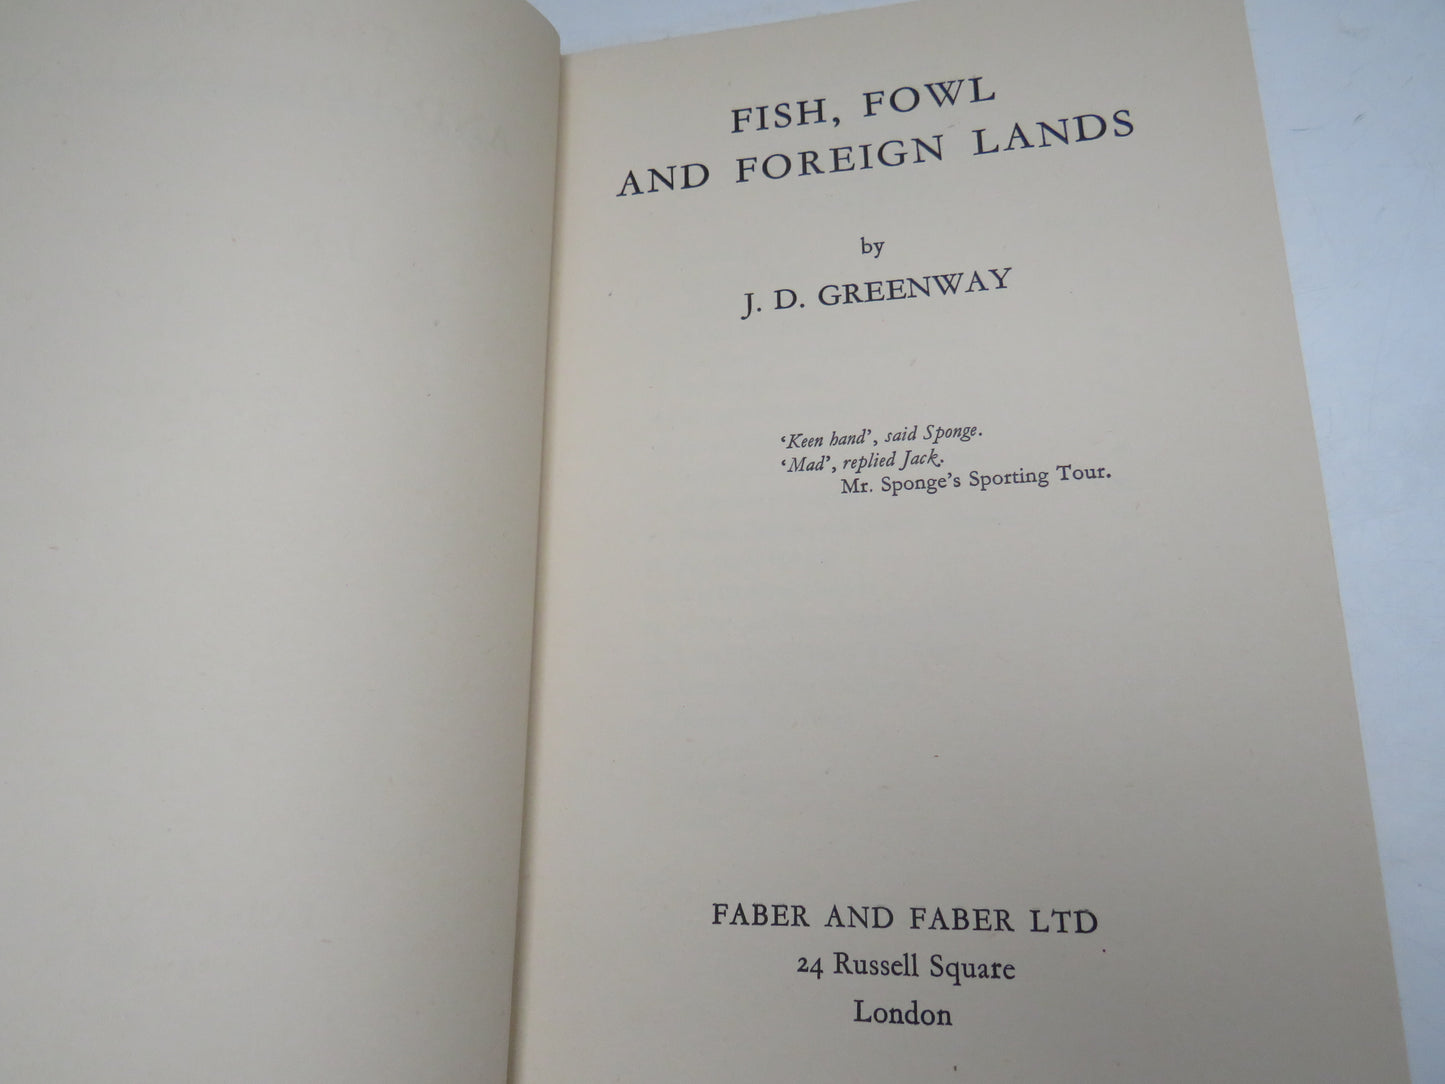 FISH, FOWL
AND FOREIGN LANDS
by
J. D. GREENWAY
‘Keen hand’, said Sponge.
‘Mad’, replied Jack.
Mr. Sponge’s Sporting Tour.
FABER AND FABER LTD
24 Russell Square
London